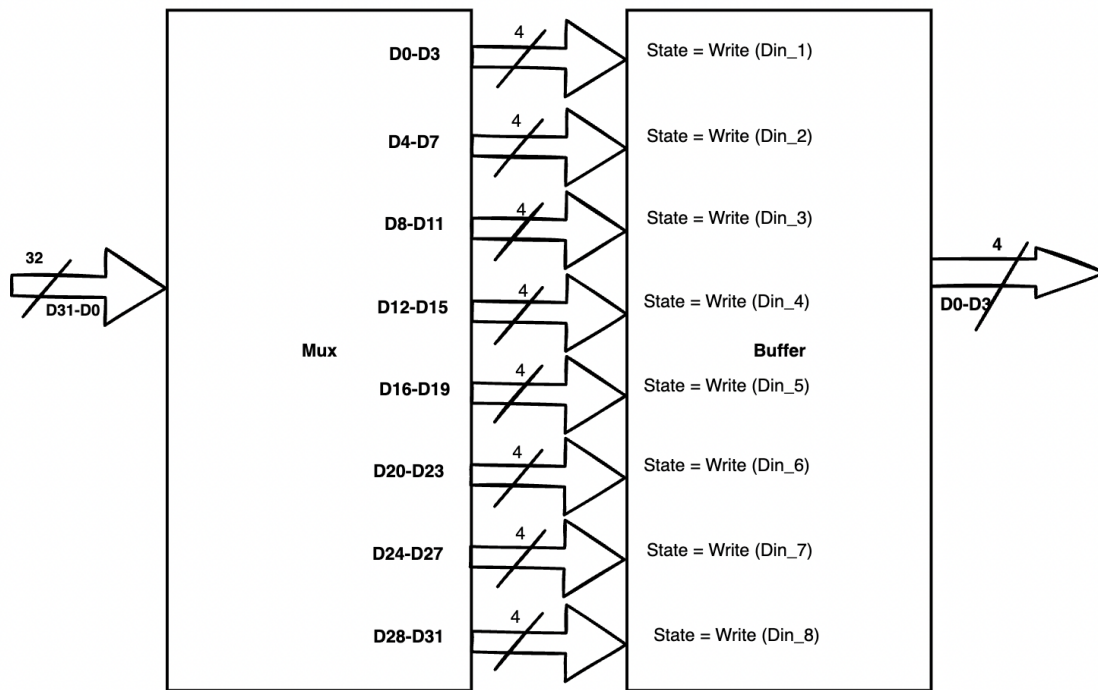 4
D0-D3
State = Write (Din_1)
4
D4-D7
State = Write (Din_2)
4
D8-D11
State = Write (Din_3)
32
D31-D0
4
D0-D3
4
D12-D15
State = Write (Din_4)
Mux
Buffer
4
D16-D19
State = Write (Din_5)
4
D20-D23
State = Write (Din_6)
4
D24-D27
State = Write (Din_7)
4
D28-D31
State = Write (Din_8)